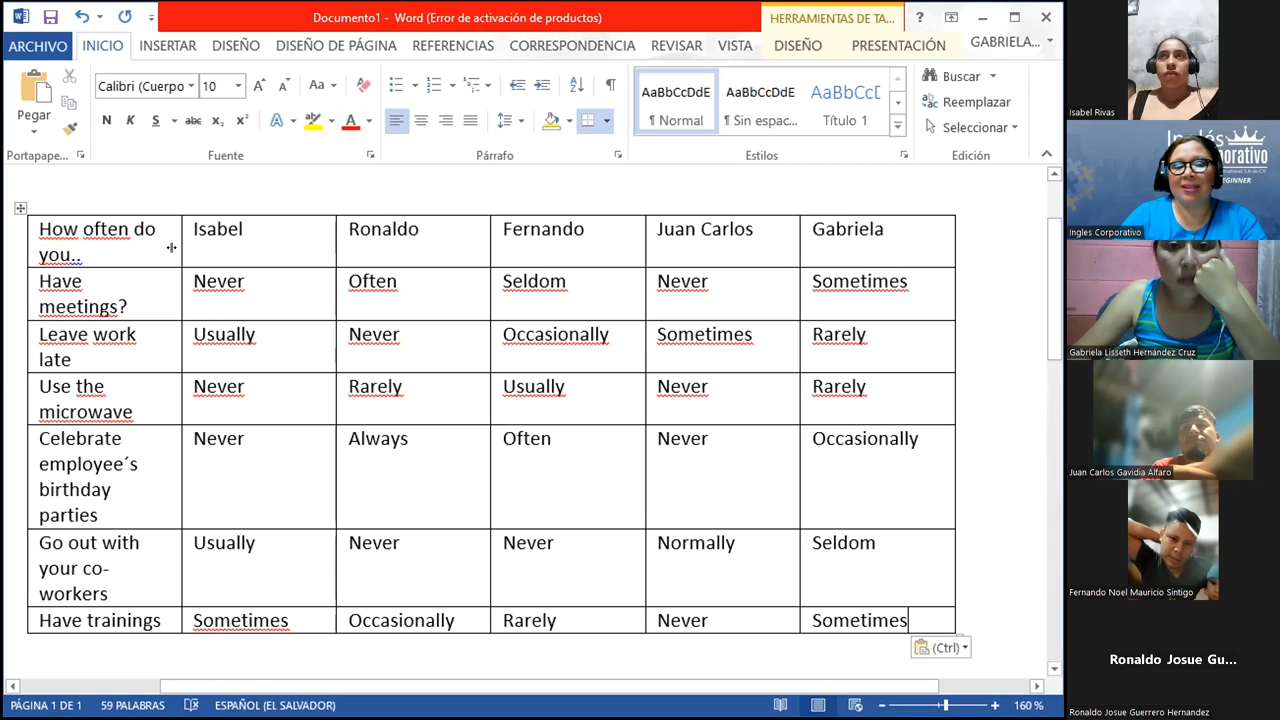 Documento1 - Word (Error de activación de productos)
HERRAMIENTAS DE TA...
ARCHIVO INICIO INSERTAR DISEÑO DISEÑO DE PÁGINA REFERENCIAS CORRESPONDENCIA REVISAR VISTA DISEÑO PRESENTACIÓN GABRIELA...
Calibri (Cuerpo 10 Aa
Pegar
N K S abc x₂ x² A A
AaBbCcDdE AaBbCcDdE AaBbCcD
¶ Normal ¶ Sin espac... Título 1
Buscar
Reemplazar
Seleccionar
Portapape... Fuente Párrafo Estilos Edición
How often do you.. Isabel Ronaldo Fernando Juan Carlos Gabriela
Have meetings? Never Often Seldom Never Sometimes
Leave work late Usually Never Occasionally Sometimes Rarely
Use the microwave Never Rarely Usually Never Rarely
Celebrate employee´s birthday parties Never Always Often Never Occasionally
Go out with your co-workers Usually Never Never Normally Seldom
Have trainings Sometimes Occasionally Rarely Never Sometimes
(Ctrl)
PÁGINA 1 DE 1 59 PALABRAS ESPAÑOL (EL SALVADOR) 160 %
Isabel Rivas
Inglés
Ingles Corporativo
Gabriela Lisseth Hernández Cruz
Juan Carlos Gavidia Alfaro
Fernando Noel Mauricio Sintigo
Ronaldo Josue Gu...
Ronaldo Josue Guerrero Hernandez